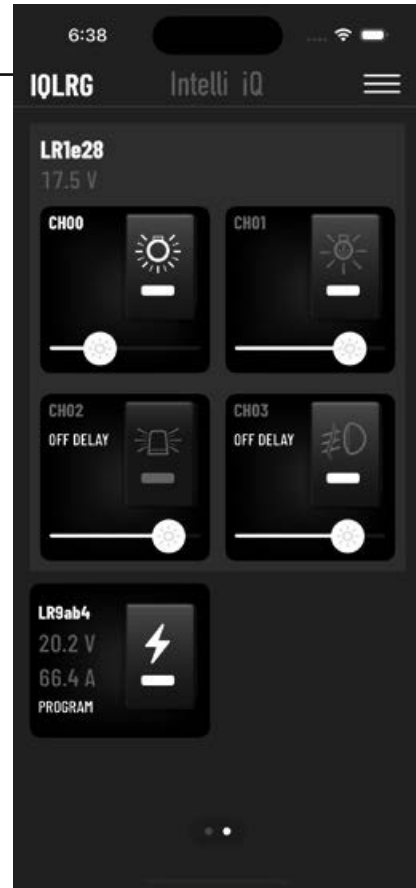 6:38
IQLRG Intelli iQ
LR1e28
17.5 V
CH00 CH01
CH02 CH03
OFF DELAY OFF DELAY
LR9ab4
20.2 V
66.4 A
PROGRAM